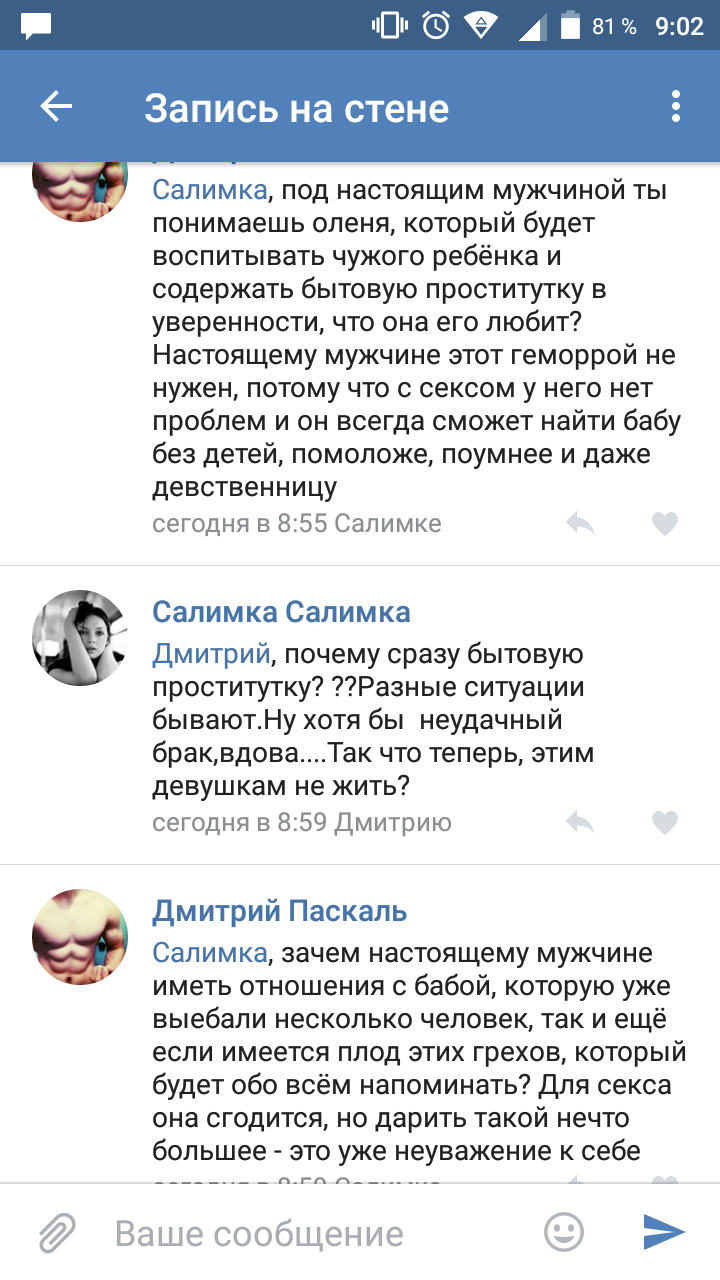 81 % 9:02
Запись на стене
Салимка, под настоящим мужчиной ты
понимаешь оленя, который будет
воспитывать чужого ребёнка и
содержать бытовую проститутку в
уверенности, что она его любит?
Настоящему мужчине этот геморрой не
нужен, потому что с сексом у него нет
проблем и он всегда сможет найти бабу
без детей, помоложе, поумнее и даже
девственницу
сегодня в 8:55 Салимке
Салимка Салимка
Дмитрий, почему сразу бытовую
проститутку? ??Разные ситуации
бывают.Ну хотя бы  неудачный
брак,вдова....Так что теперь, этим
девушкам не жить?
сегодня в 8:59 Дмитрию
Дмитрий Паскаль
Салимка, зачем настоящему мужчине
иметь отношения с бабой, которую уже
выебали несколько человек, так и ещё
если имеется плод этих грехов, который
будет обо всём напоминать? Для секса
она сгодится, но дарить такой нечто
большее - это уже неуважение к себе
Ваше сообщение